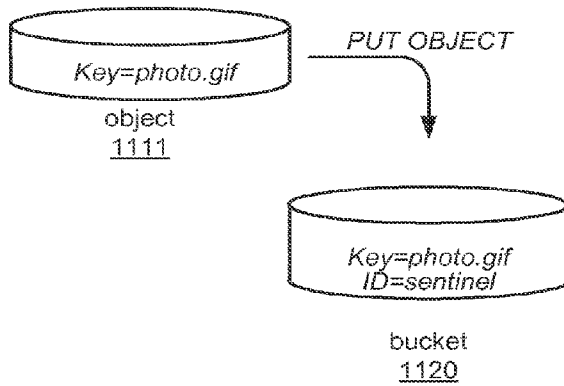 PUT OBJECT
Key=photo.gif
object
1111
Key=photo.gif
ID=sentinel
bucket
1120